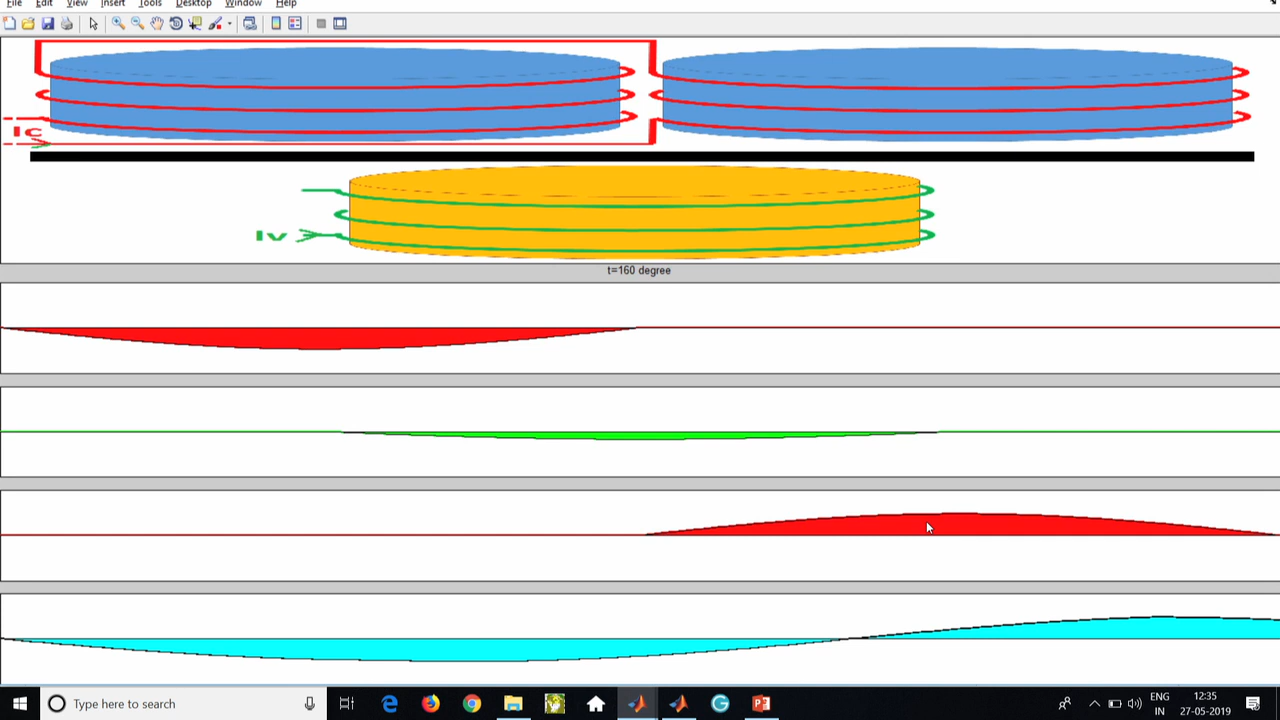 File Edit View Insert Tools Desktop Window Help
Ic
Iv
t=160 degree
Type here to search
ENG
IN
12:35
27-05-2019